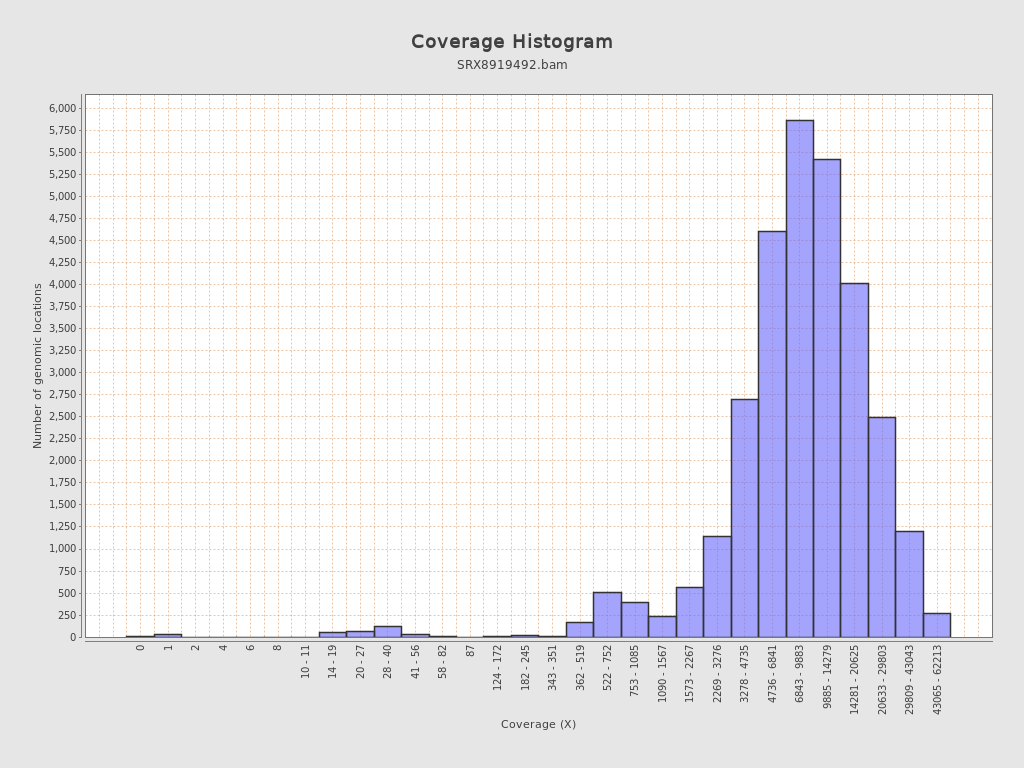 Coverage Histogram
SRX8919492.bam
Number of genomic locations
6,000
5,750
5,500
5,250
5,000
4,750
4,500
4,250
4,000
3,750
3,500
3,250
3,000
2,750
2,500
2,250
2,000
1,750
1,500
1,250
1,000
750
500
250
0
0
1
2
4
6
8
10 - 11
14 - 19
20 - 27
28 - 40
41 - 56
58 - 82
87
124 - 172
182 - 245
343 - 351
362 - 519
522 - 752
753 - 1085
1090 - 1567
1573 - 2267
2269 - 3276
3278 - 4735
4736 - 6841
6843 - 9883
9885 - 14279
14281 - 20625
20633 - 29803
29809 - 43043
43065 - 62213
Coverage (X)